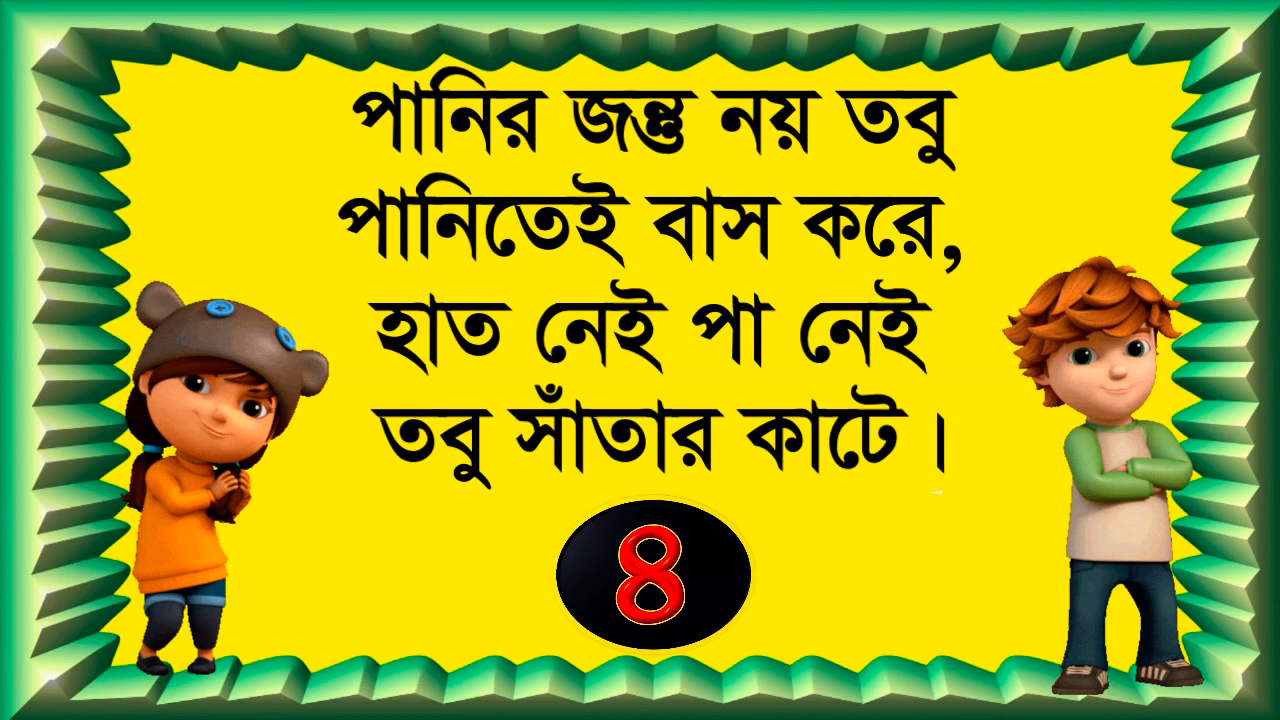 পানির জন্তু নয় তবু
পানিতেই বাস করে,
হাত নেই পা নেই
তবু সাঁতার কাটে।
৪